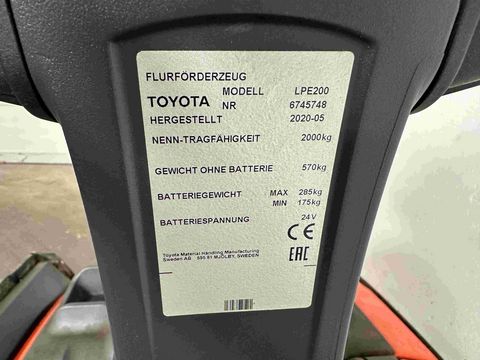 FLURFÖRDERZEUG
MODELL LPE200
TOYOTA NR 6745748
HERGESTELLT 2020-05
NENN-TRAGFÄHIGKEIT 2000kg
GEWICHT OHNE BATTERIE 570kg
BATTERIEGEWICHT MAX 285kg
MIN 175kg
BATTERIESPANNUNG 24V
CE
Toyota Material Handling Manufacturing
Sweden AB 595 81 MJÖLBY, SWEDEN
EAC